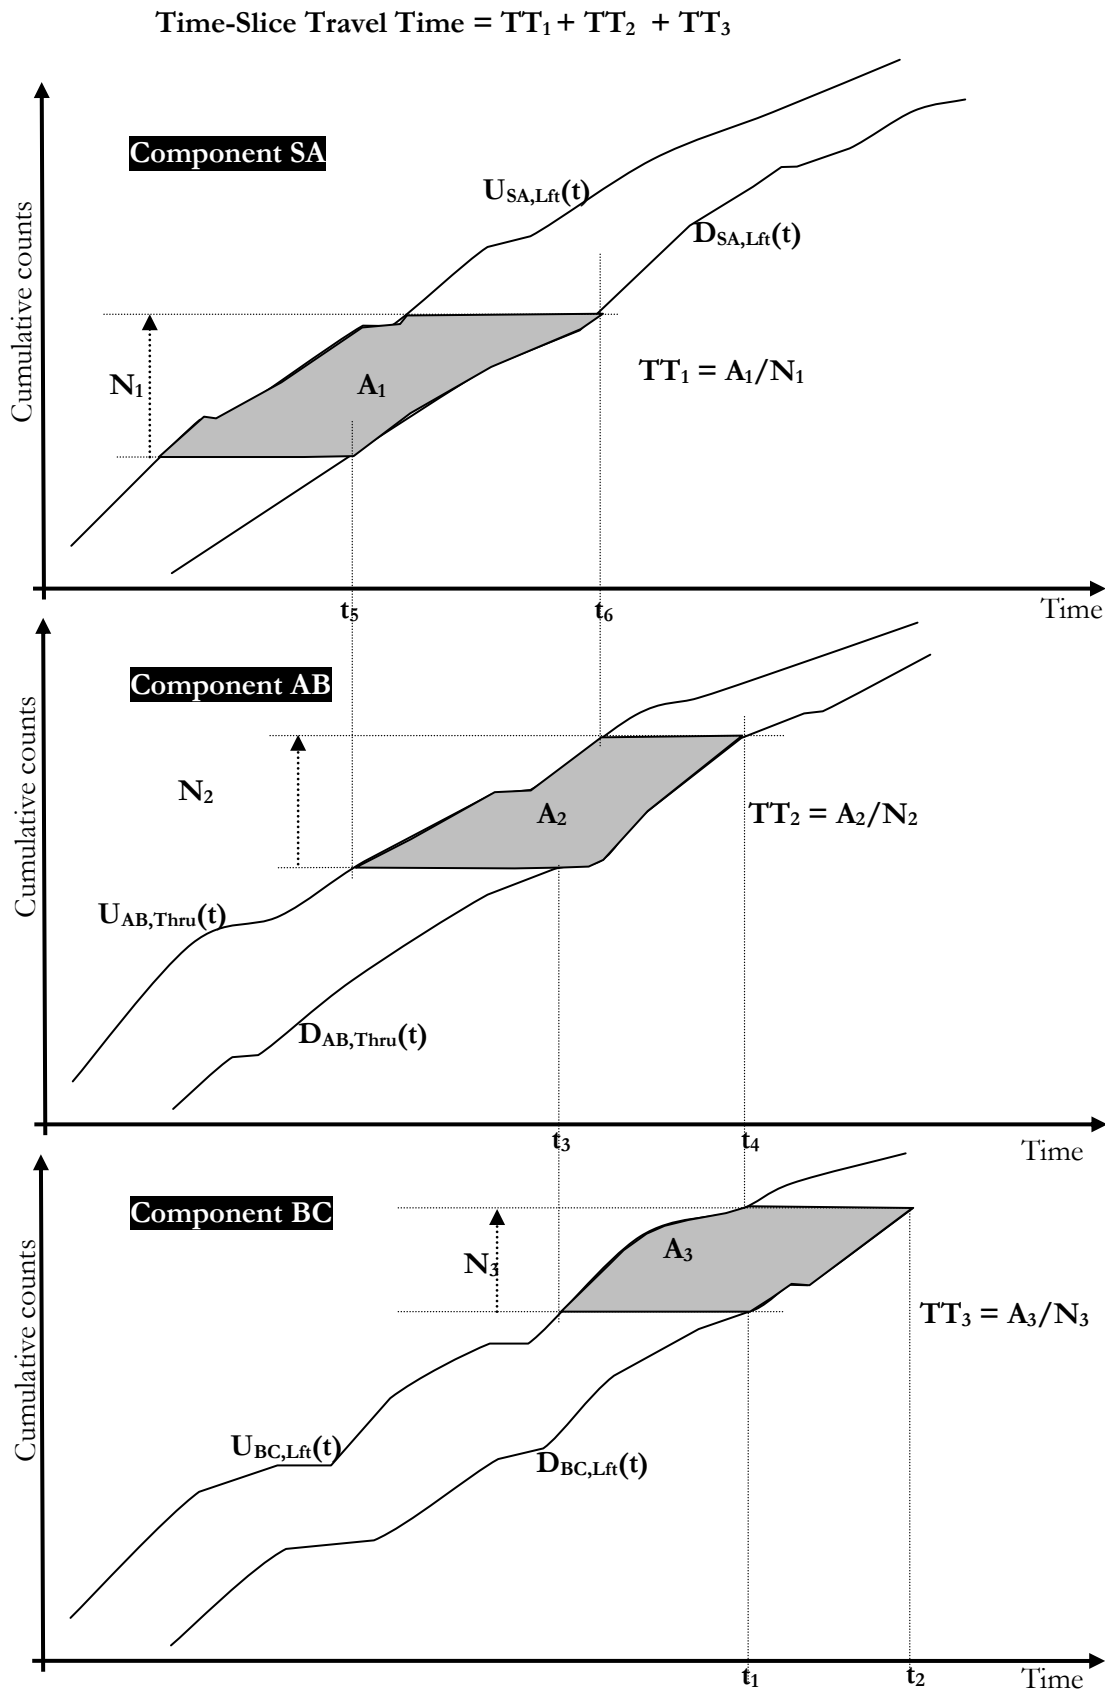 Time-Slice Travel Time = TT1 + TT2 + TT3
Component SA
Cumulative counts
USA,Lft(t)
DSA,Lft(t)
N1
A1
TT1 = A1/N1
t5
t6
Time
Component AB
Cumulative counts
N2
A2
TT2 = A2/N2
UAB,Thru(t)
DAB,Thru(t)
t3
t4
Time
Component BC
Cumulative counts
N3
A3
TT3 = A3/N3
UBC,Lft(t)
DBC,Lft(t)
t1
t2
Time